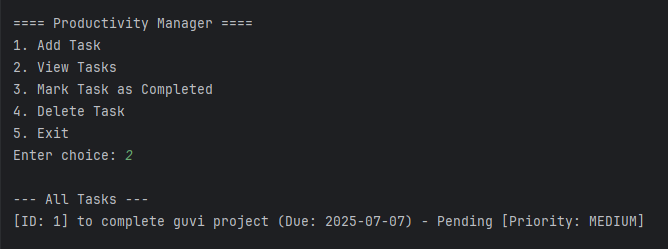 ==== Productivity Manager ====
1. Add Task
2. View Tasks
3. Mark Task as Completed
4. Delete Task
5. Exit
Enter choice: 2
--- All Tasks ---
[ID: 1] to complete guvi project (Due: 2025-07-07) - Pending [Priority: MEDIUM]